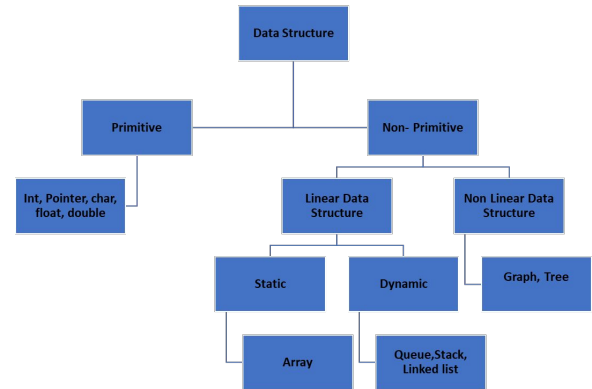 Data Structure
Primitive
Non- Primitive
Int, Pointer, char,
float, double
Linear Data
Structure
Non Linear Data
Structure
Static
Dynamic
Graph, Tree
Array
Queue,Stack,
Linked list